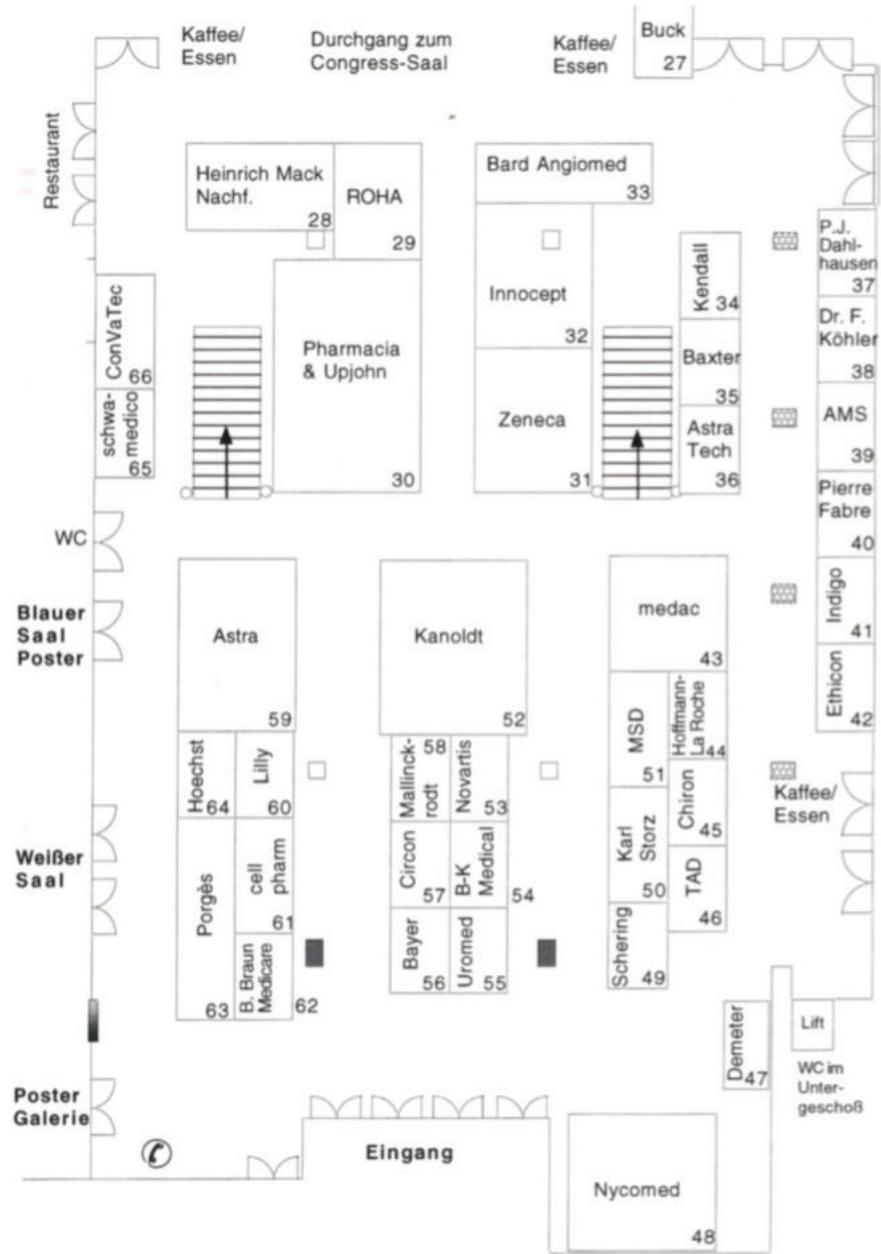 Kaffee/
Essen
Durchgang zum
Congress-Saal
Kaffee/
Essen
Buck
27
Restaurant
Heinrich Mack
Nachf.
28
ROHA
29
Bard Angiomed
33
P.J.
Dahl-
hausen
37
Kendall
34
Innocept
32
ConVaTec
66
Pharmacia
& Upjohn
30
Baxter
35
Dr. F.
Köhler
38
schwa-
medico
65
Zeneca
31
Astra
Tech
36
AMS
39
Pierre
Fabre
40
WC
Blauer
Saal
Poster
Astra
59
Kanoldt
52
medac
43
Indigo
41
Ethicon
42
Hoechst
64
Lilly
60
Mallinck-
rodt
58
Novartis
53
MSD
51
Hoffmann-
La Roche
44
Kaffee/
Essen
Weißer
Saal
Porgès
63
cell
pharm
61
Circon
57
B-K
Medical
54
Karl
Storz
50
Chiron
45
TAD
46
B. Braun
Medicare
62
Bayer
56
Uromed
55
Schering
49
Demeter
47
Lift
WC im
Unter-
geschoß
Poster
Galerie
Eingang
Nycomed
48